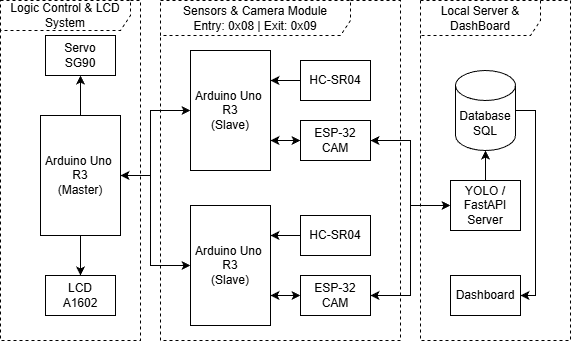 Logic Control & LCD
System
Servo
SG90
Arduino Uno
R3
(Master)
LCD
A1602
Sensors & Camera Module
Entry: 0x08 | Exit: 0x09
Arduino Uno
R3
(Slave)
HC-SR04
ESP-32
CAM
Arduino Uno
R3
(Slave)
HC-SR04
ESP-32
CAM
Local Server &
DashBoard
Database
SQL
YOLO /
FastAPI
Server
Dashboard